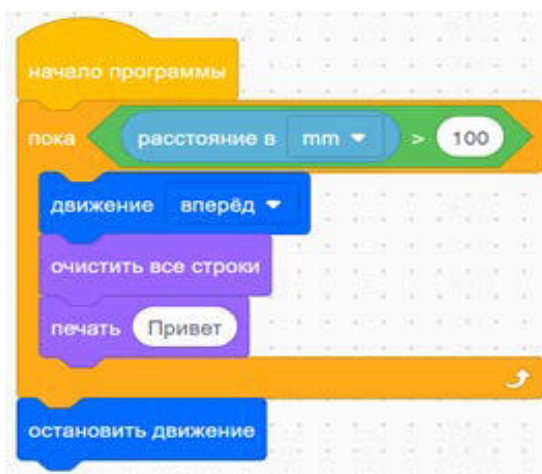 начало программы
пока расстояние в mm > 100
движение вперёд
очистить все строки
печать Привет
остановить движение